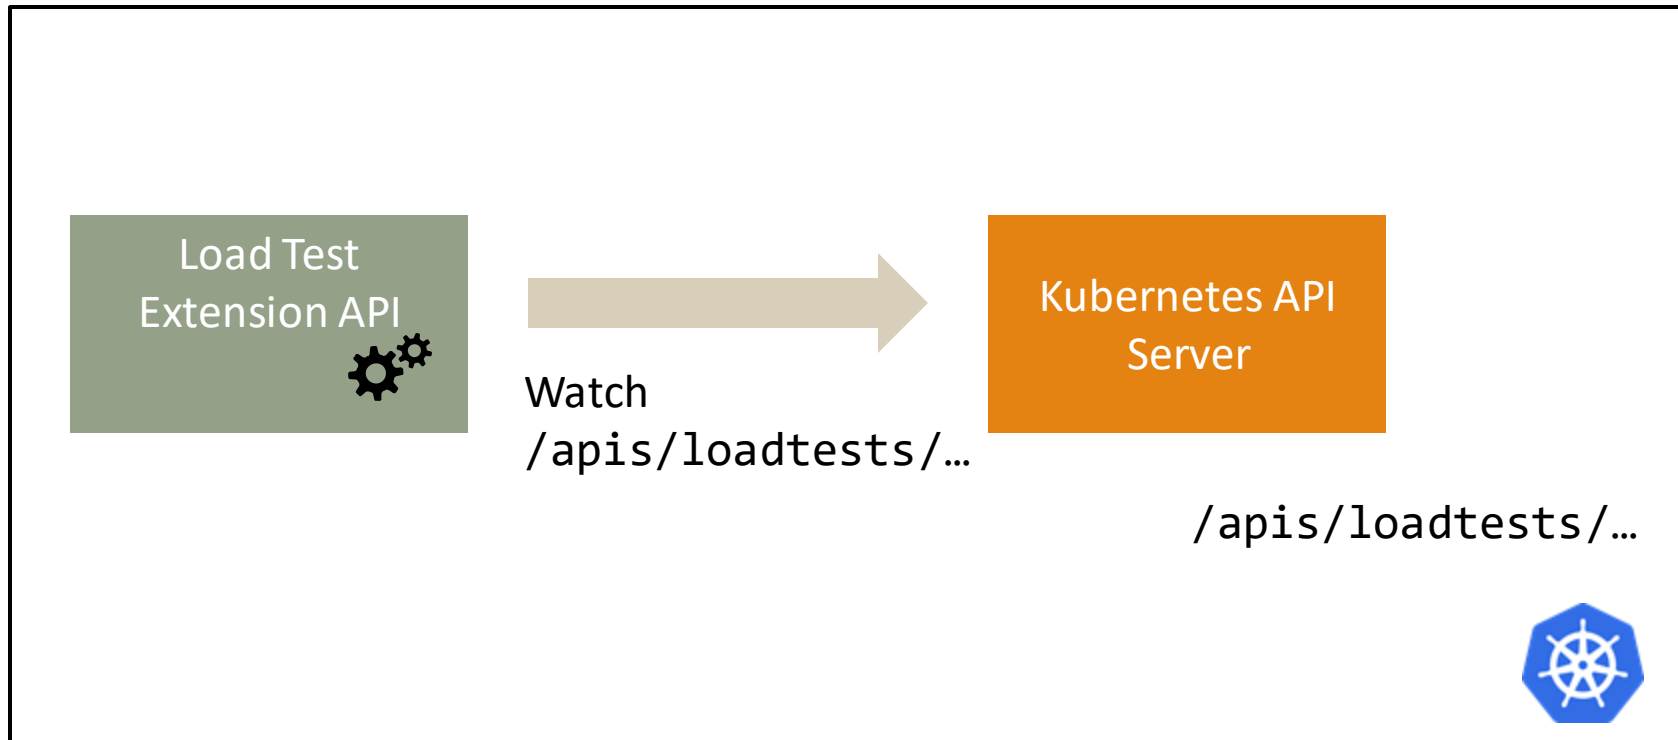 Load Test
Extension API
Kubernetes API
Server
Watch
/apis/loadtests/…
/apis/loadtests/…